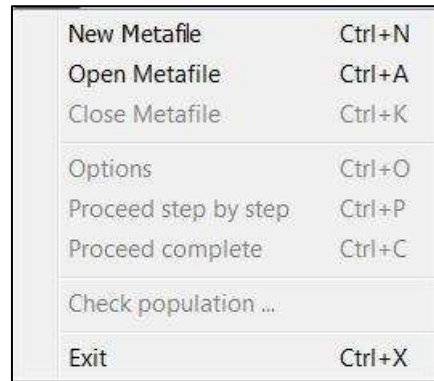 New Metafile Ctrl+N
Open Metafile Ctrl+A
Close Metafile Ctrl+K
Options Ctrl+O
Proceed step by step Ctrl+P
Proceed complete Ctrl+C
Check population ...
Exit Ctrl+X